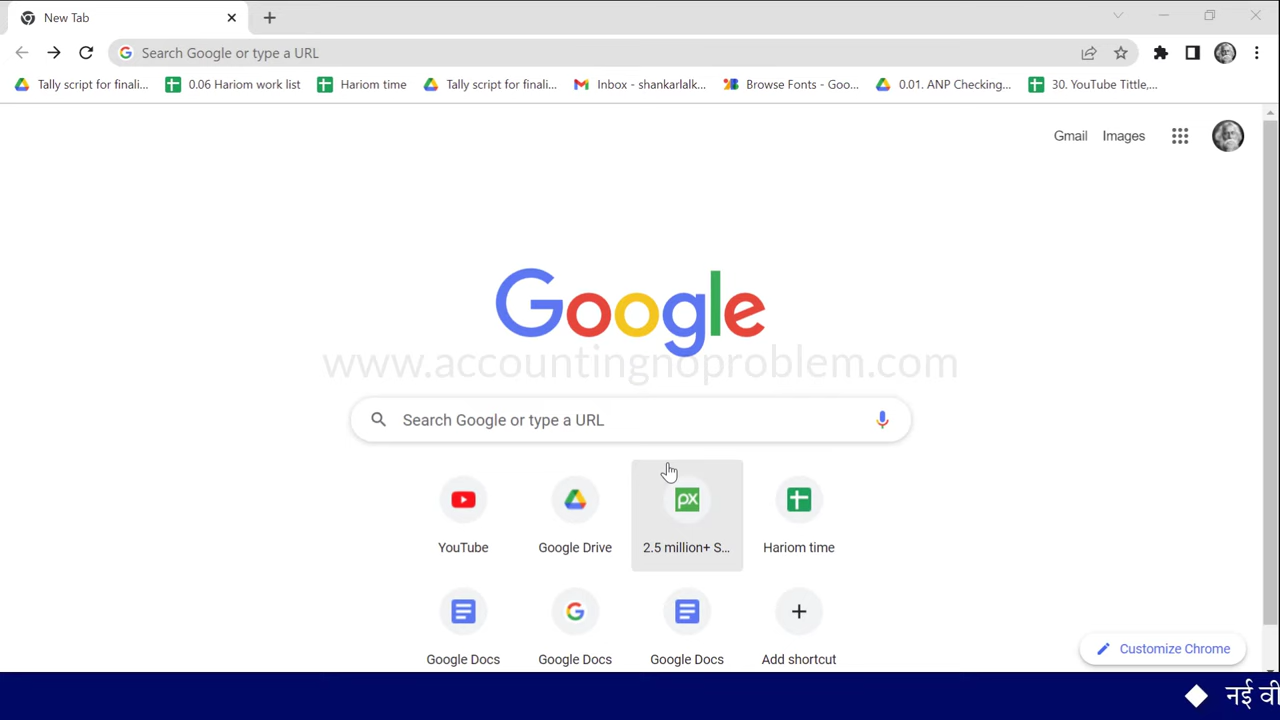 New Tab
Search Google or type a URL
Tally script for finali... 0.06 Hariom work list Hariom time Tally script for finali... Inbox - shankarlalk... Browse Fonts - Goo... 0.01. ANP Checking... 30. YouTube Tittle,...
Gmail Images
Google
www.accountingnoproblem.com
Search Google or type a URL
px
YouTube Google Drive 2.5 million+ S... Hariom time
Google Docs Google Docs Google Docs Add shortcut
Customize Chrome
नई वी